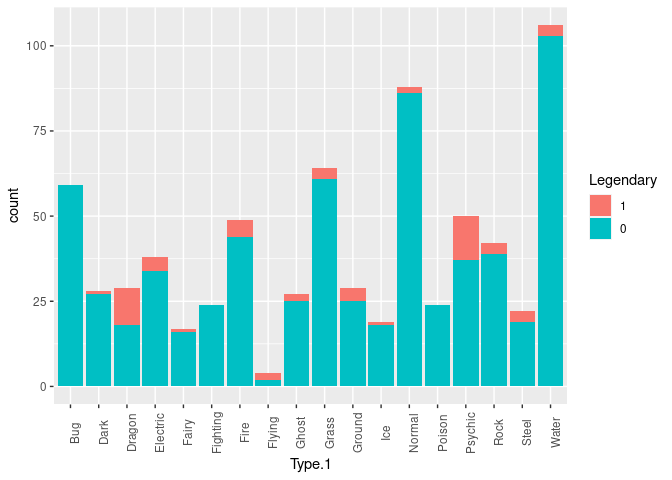 100
75
50
25
0
count
Bug
Dark
Dragon
Electric
Fairy
Fighting
Fire
Flying
Ghost
Grass
Ground
Ice
Normal
Poison
Psychic
Rock
Steel
Water
Type.1
Legendary
1
0